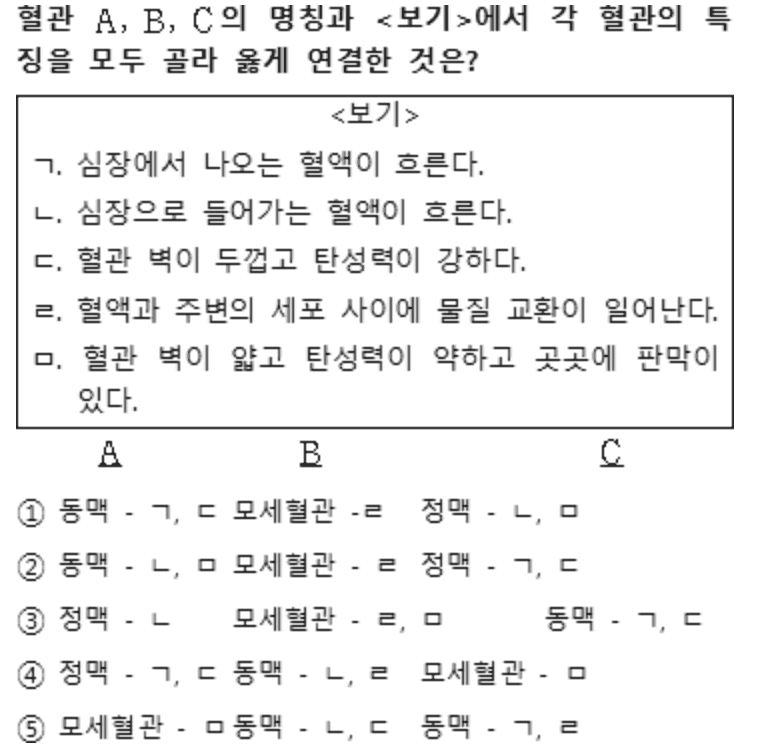 혈관 A, B, C의 명칭과 <보기>에서 각 혈관의 특
징을 모두 골라 옳게 연결한 것은?
<보기>
ㄱ. 심장에서 나오는 혈액이 흐른다.
ㄴ. 심장으로 들어가는 혈액이 흐른다.
ㄷ. 혈관 벽이 두껍고 탄성력이 강하다.
ㄹ. 혈액과 주변의 세포 사이에 물질 교환이 일어난다.
ㅁ. 혈관 벽이 얇고 탄성력이 약하고 곳곳에 판막이
있다.
A B C
① 동맥 - ㄱ, ㄷ 모세혈관 -ㄹ 정맥 - ㄴ, ㅁ
② 동맥 - ㄴ, ㅁ 모세혈관 - ㄹ 정맥 - ㄱ, ㄷ
③ 정맥 - ㄴ 모세혈관 - ㄹ, ㅁ 동맥 - ㄱ, ㄷ
④ 정맥 - ㄱ, ㄷ 동맥 - ㄴ, ㄹ 모세혈관 - ㅁ
⑤ 모세혈관 - ㅁ 동맥 - ㄴ, ㄷ 동맥 - ㄱ, ㄹ